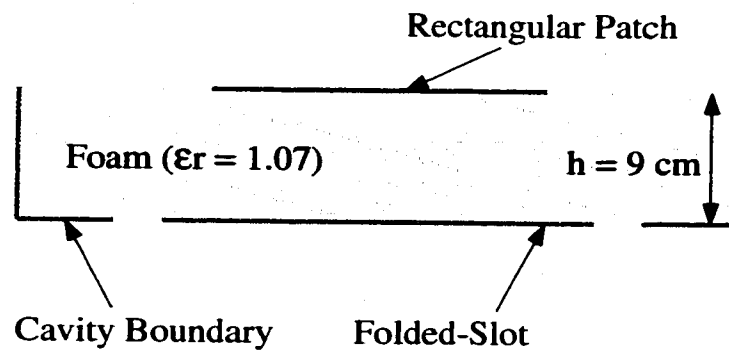 Rectangular Patch
Foam (εr = 1.07)
h = 9 cm
Cavity Boundary
Folded-Slot